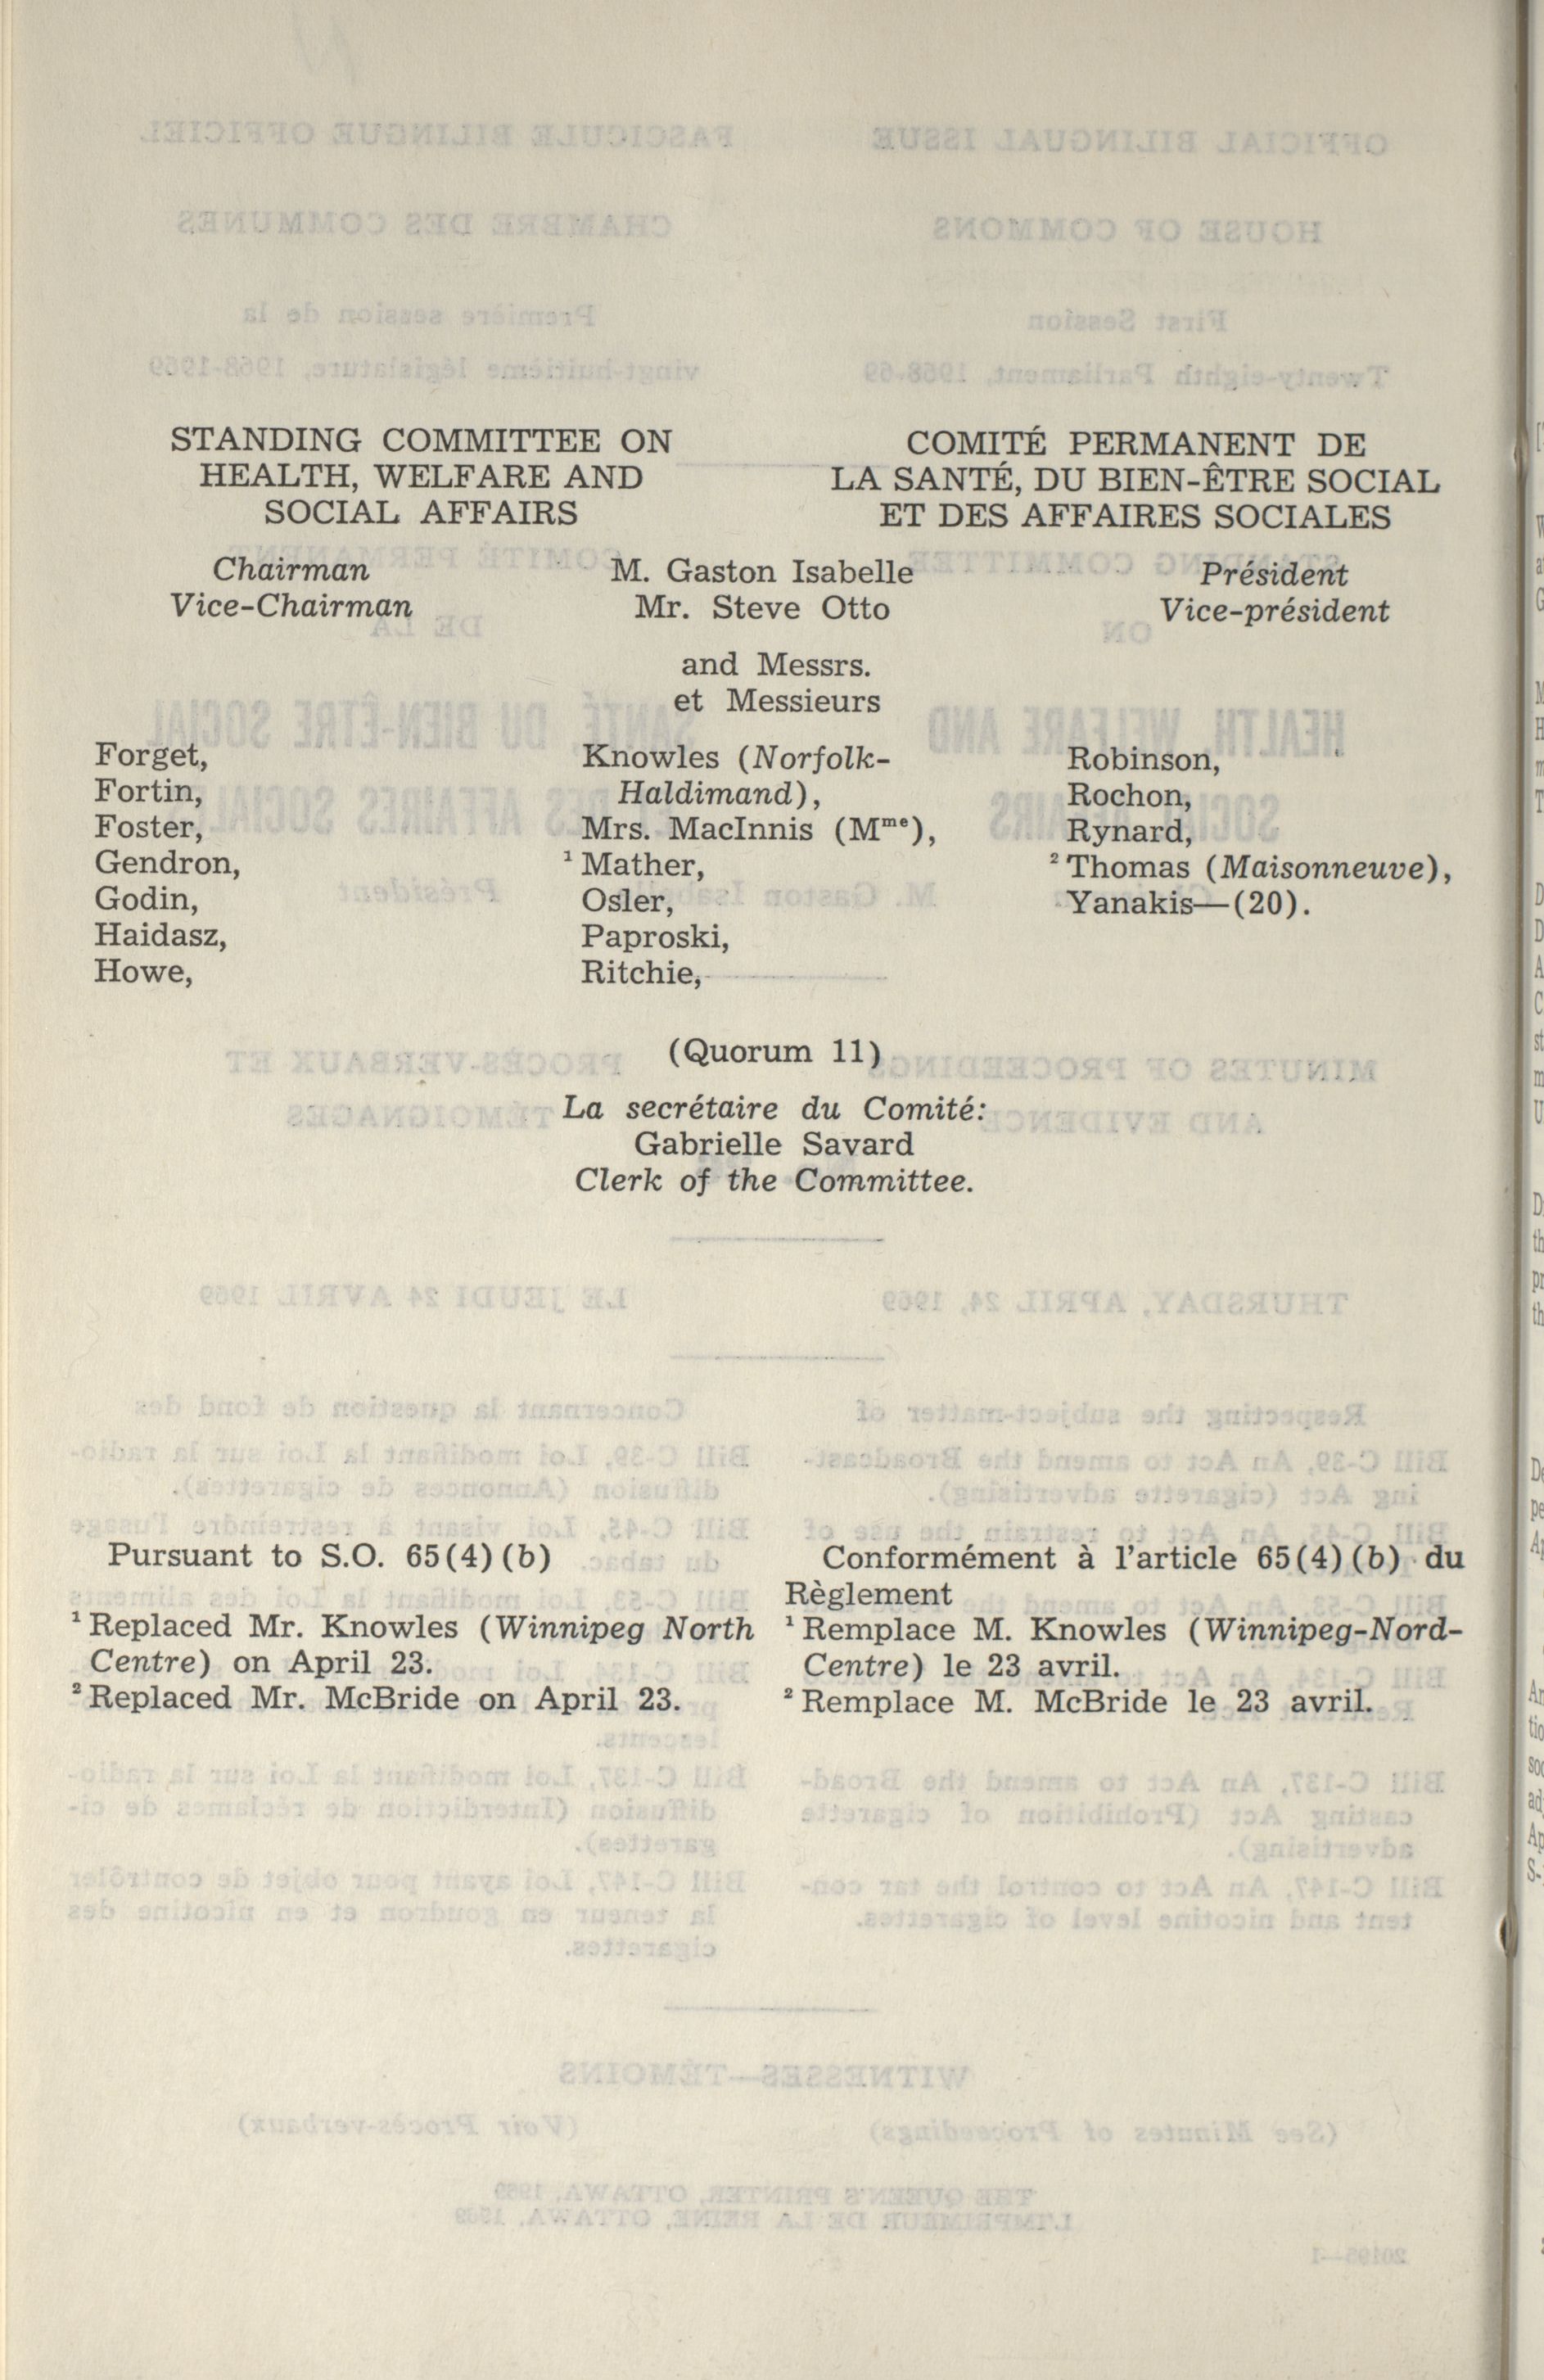 STANDING COMMITTEE ON
HEALTH, WELFARE AND
SOCIAL AFFAIRS
COMITÉ PERMANENT DE
LA SANTÉ, DU BIEN-ÊTRE SOCIAL
ET DES AFFAIRES SOCIALES
Chairman M. Gaston Isabelle Président
Vice-Chairman Mr. Steve Otto Vice-président
and Messrs.
et Messieurs
Forget,
Fortin,
Foster,
Gendron,
Godin,
Haidasz,
Howe,
Knowles (Norfolk-
Haldimand),
Mrs. MacInnis (Mme),
¹ Mather,
Osler,
Paproski,
Ritchie,
Robinson,
Rochon,
Rynard,
² Thomas (Maisonneuve),
Yanakis—(20).
(Quorum 11)
La secrétaire du Comité:
Gabrielle Savard
Clerk of the Committee.
Pursuant to S.O. 65(4)(b)
¹ Replaced Mr. Knowles (Winnipeg North
Centre) on April 23.
² Replaced Mr. McBride on April 23.
Conformément à l'article 65(4)(b) du
Règlement
¹ Remplace M. Knowles (Winnipeg-Nord-
Centre) le 23 avril.
² Remplace M. McBride le 23 avril.